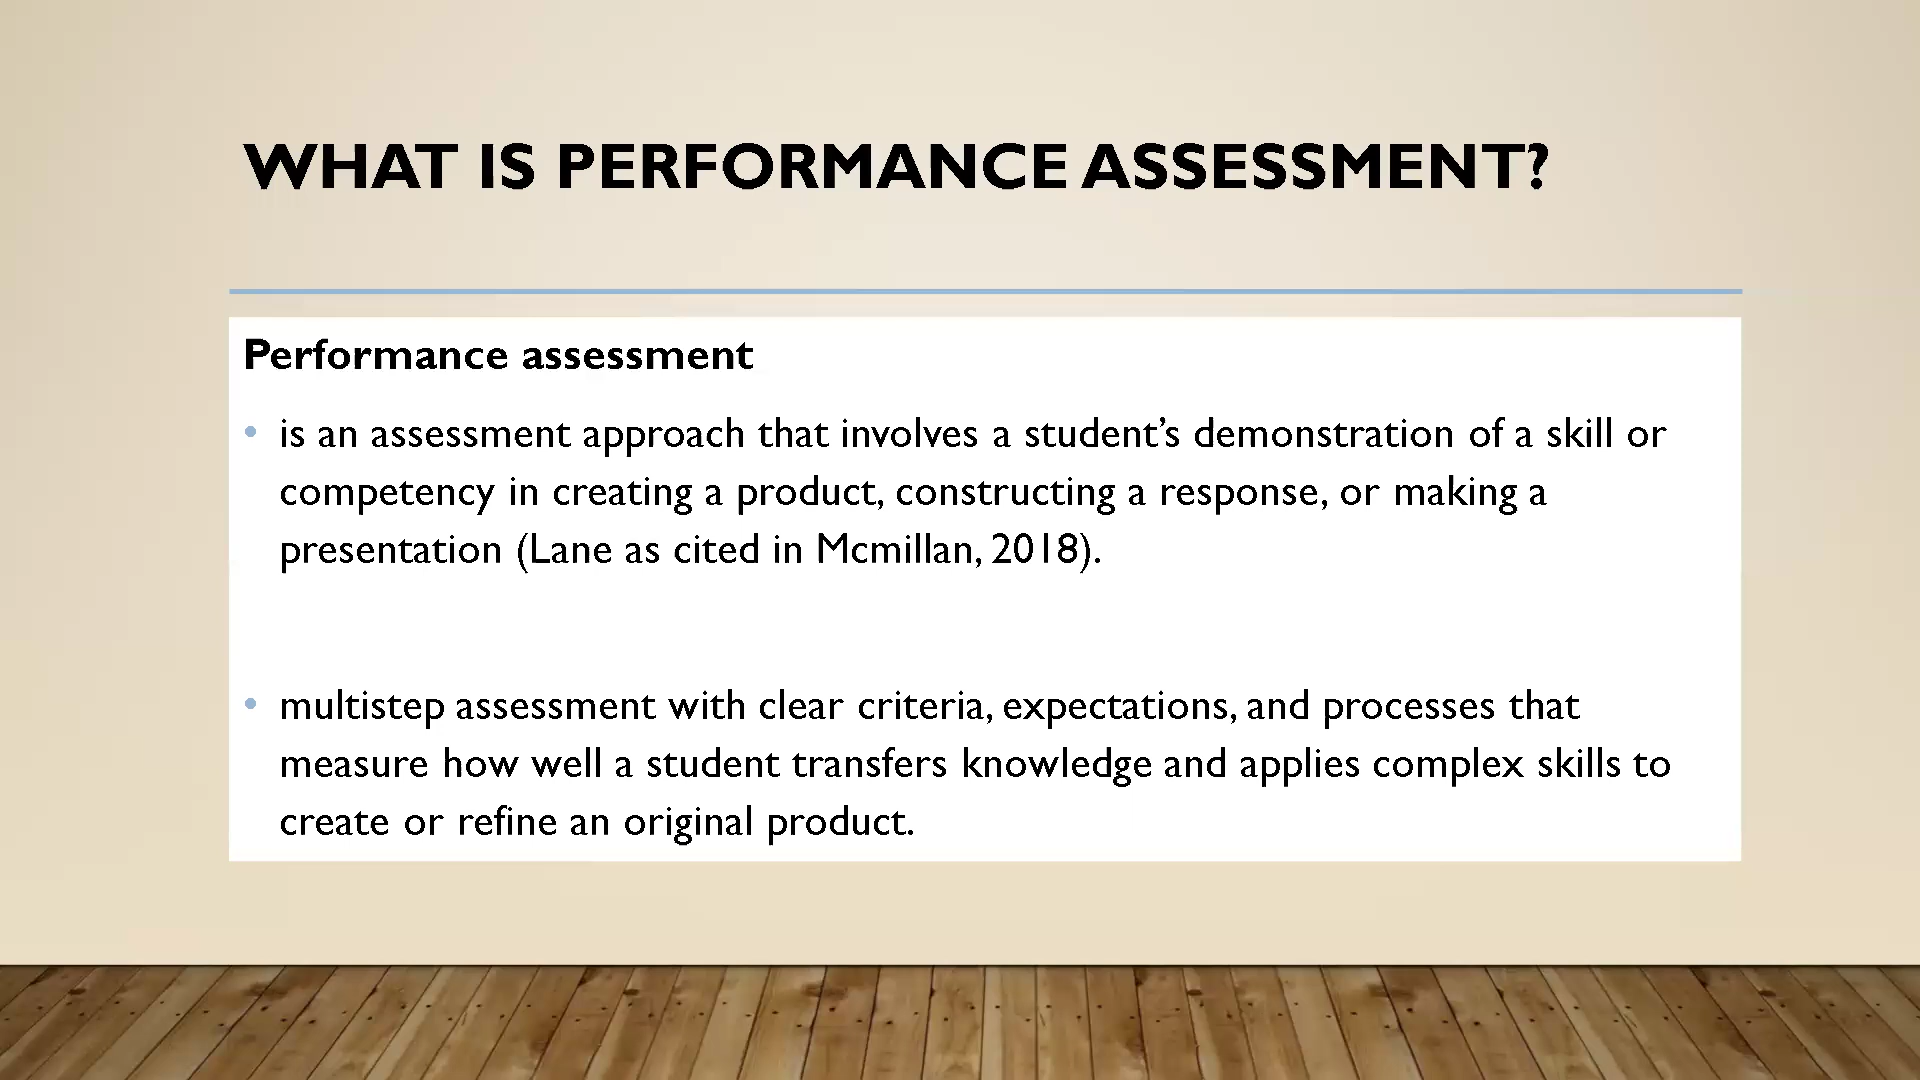 WHAT IS PERFORMANCE ASSESSMENT?
Performance assessment
• is an assessment approach that involves a student’s demonstration of a skill or
competency in creating a product, constructing a response, or making a
presentation (Lane as cited in Mcmillan, 2018).
• multistep assessment with clear criteria, expectations, and processes that
measure how well a student transfers knowledge and applies complex skills to
create or refine an original product.